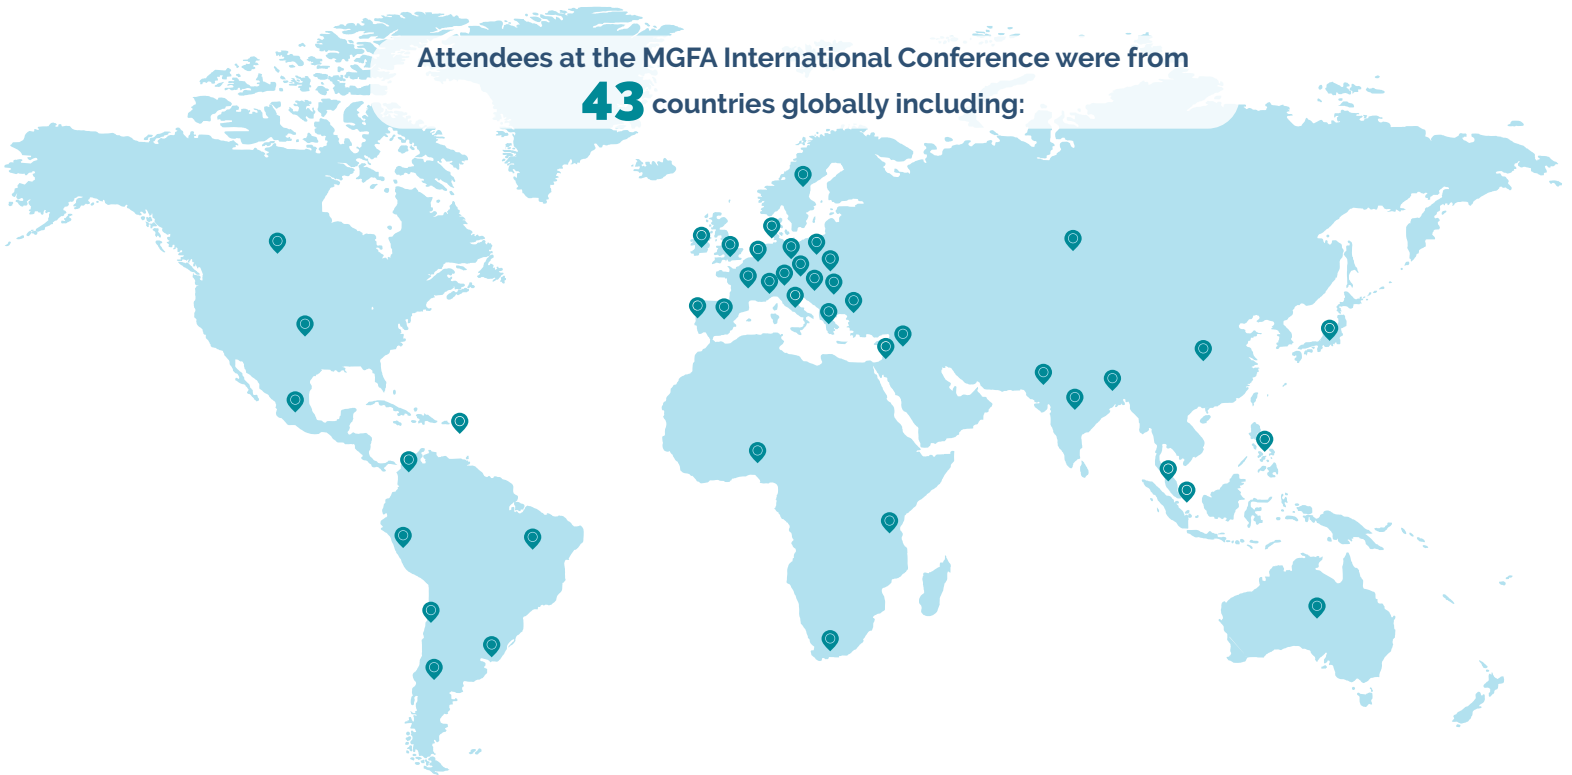 Attendees at the MGFA International Conference were from
43 countries globally including: